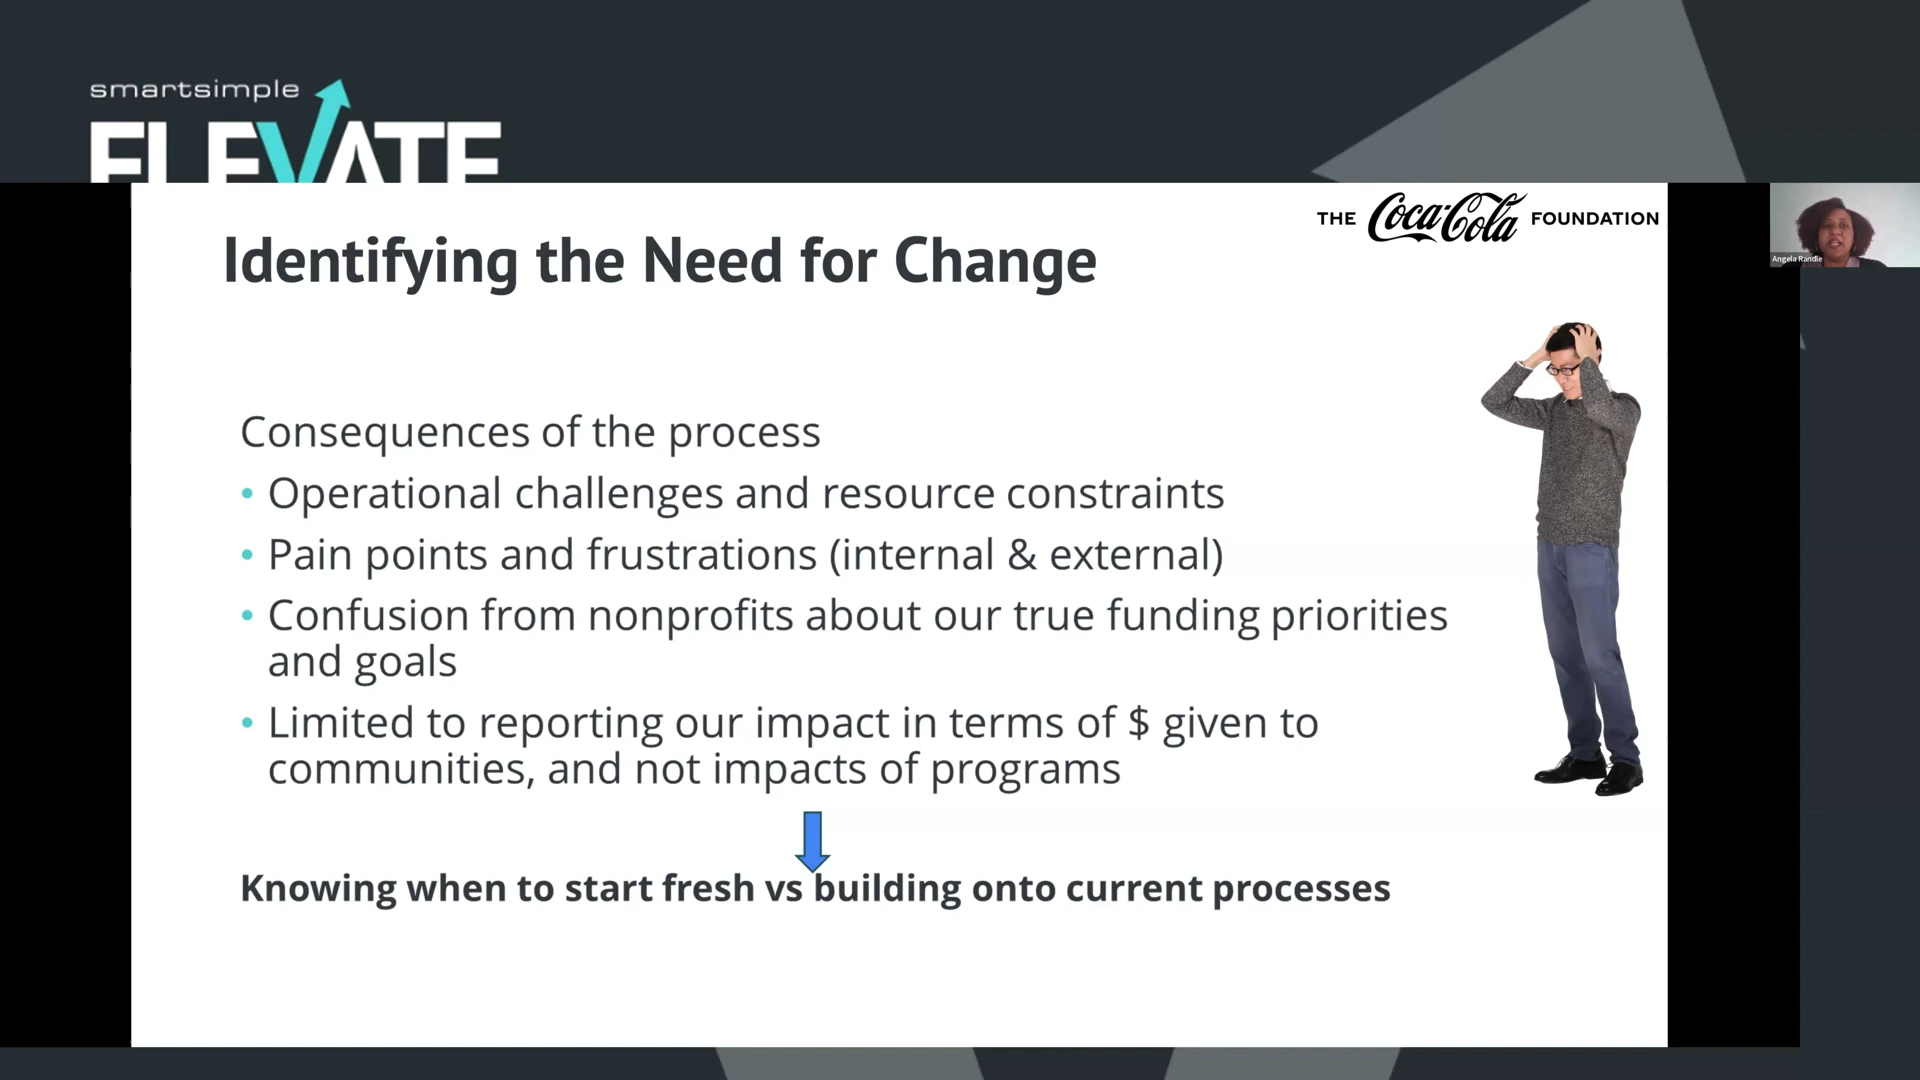 smartsimple
ELEVATE
THE Coca-Cola FOUNDATION
Identifying the Need for Change
Angela Randle
Consequences of the process
• Operational challenges and resource constraints
• Pain points and frustrations (internal & external)
• Confusion from nonprofits about our true funding priorities
and goals
• Limited to reporting our impact in terms of $ given to
communities, and not impacts of programs
Knowing when to start fresh vs building onto current processes